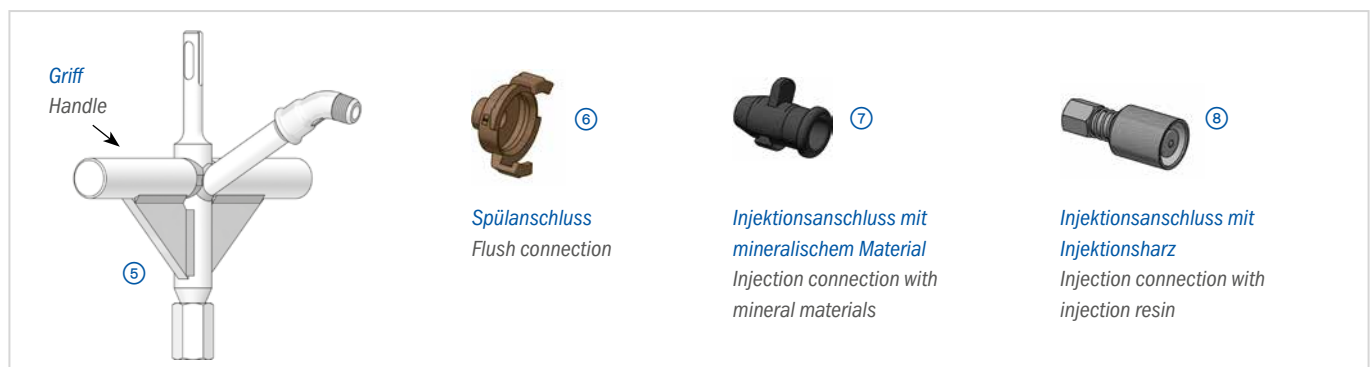 Griff
Handle
5
6
Spülanschluss
Flush connection
7
Injektionsanschluss mit
mineralischem Material
Injection connection with
mineral materials
8
Injektionsanschluss mit
Injektionsharz
Injection connection with
injection resin